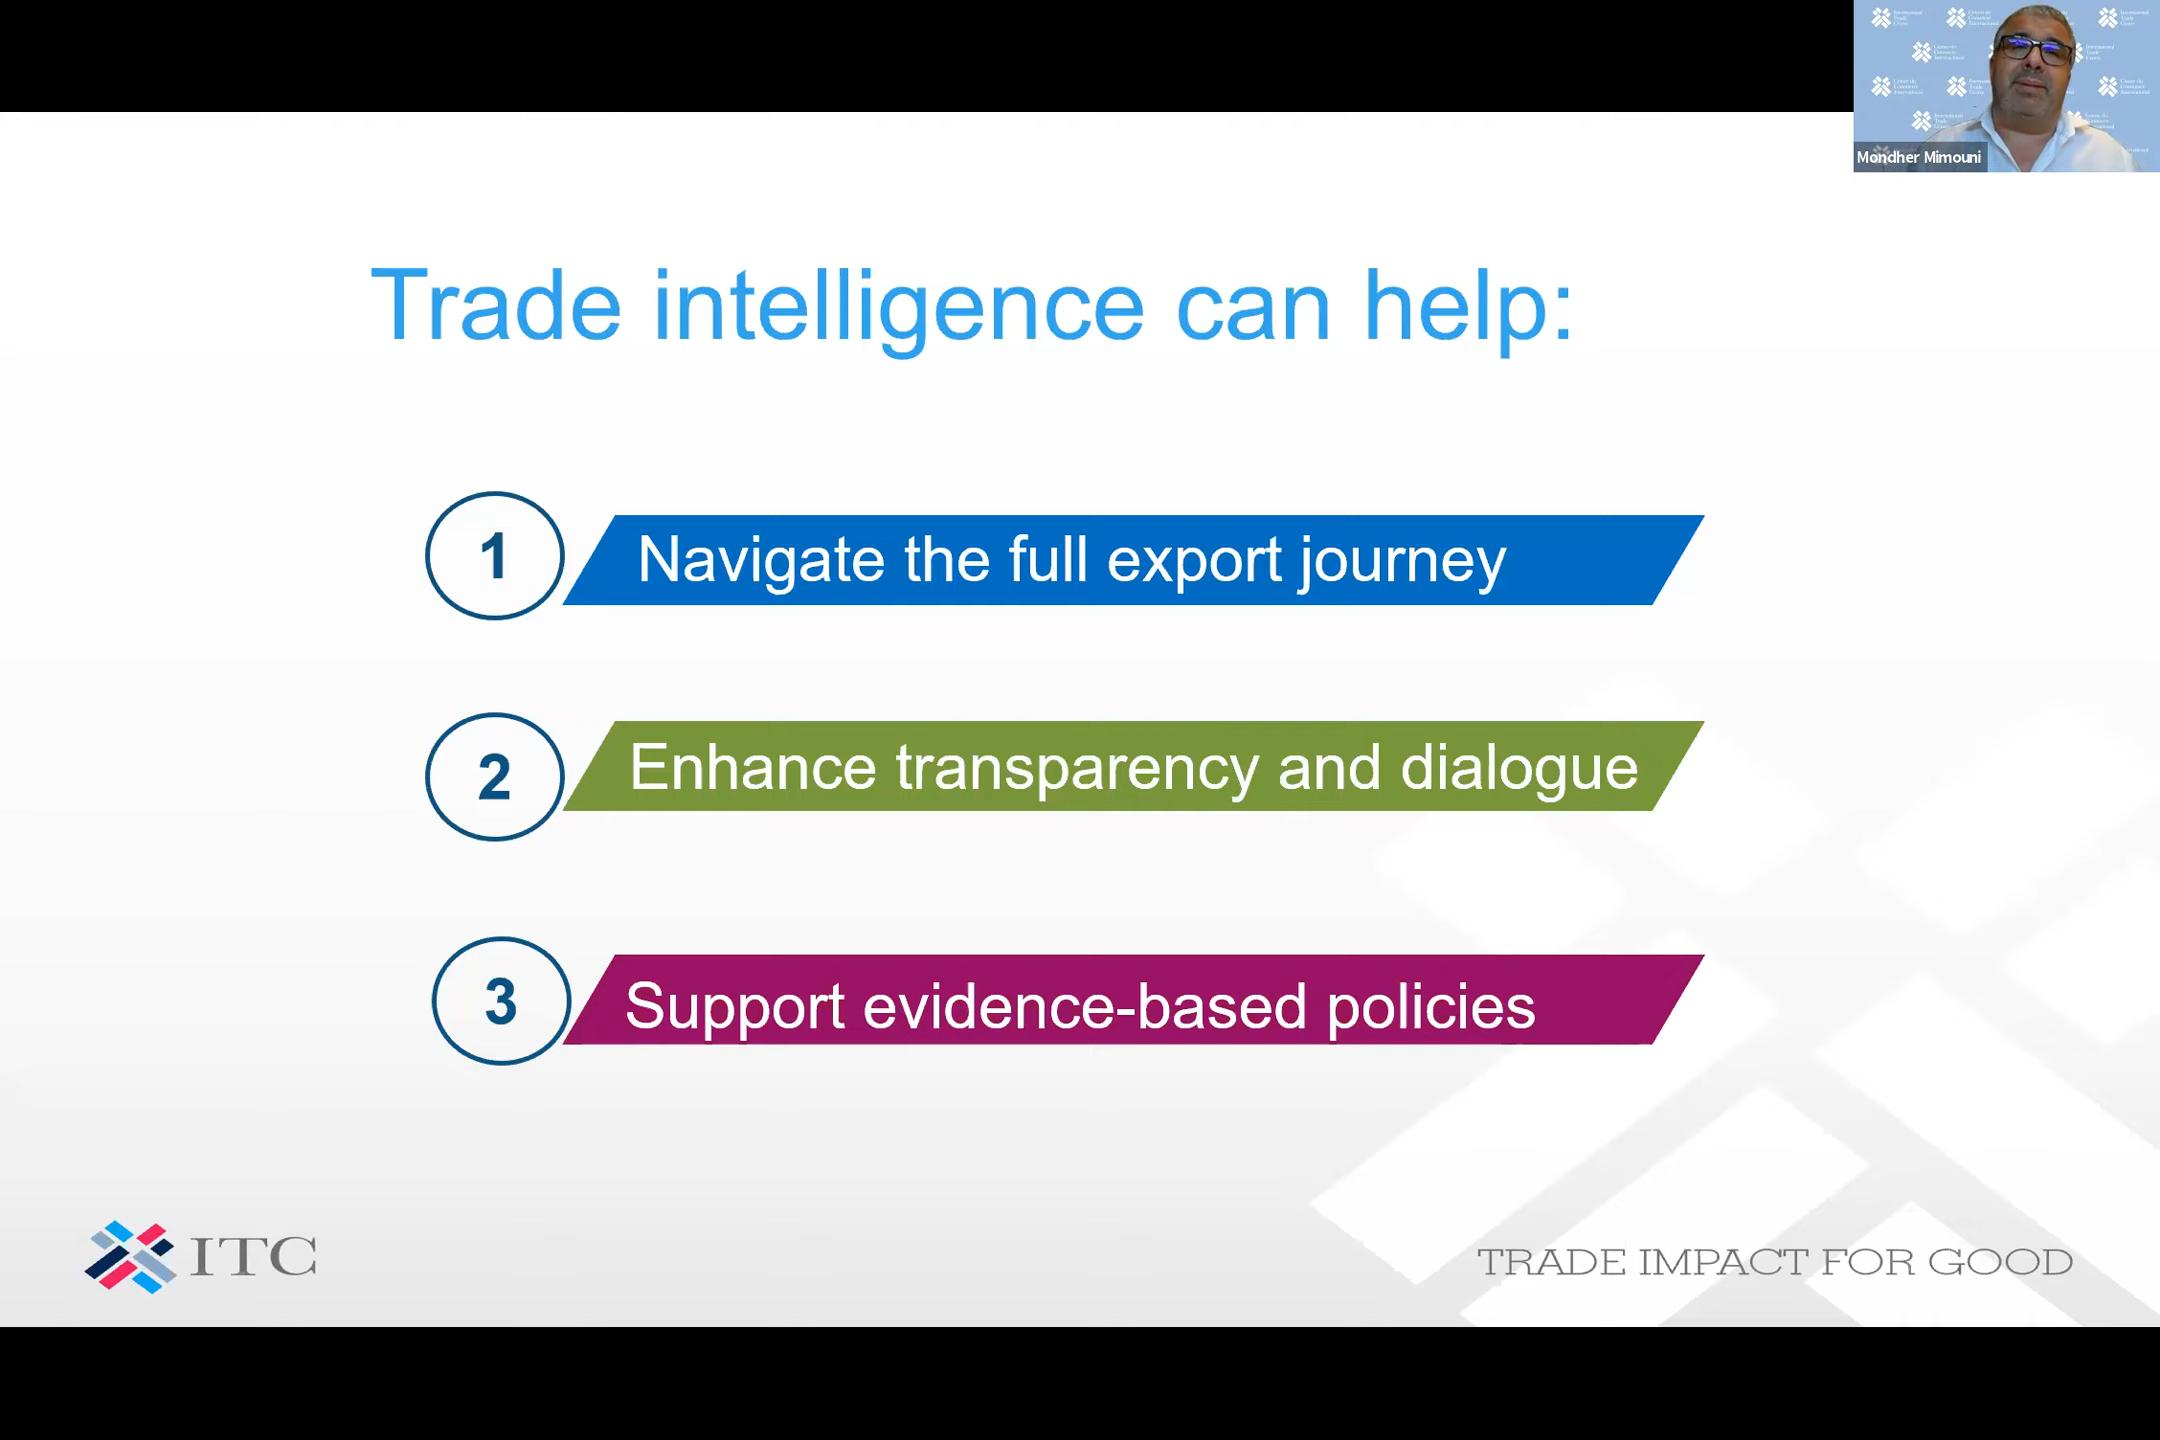 Mondher Mimouni
Trade intelligence can help:
1
Navigate the full export journey
2
Enhance transparency and dialogue
3
Support evidence-based policies
ITC
TRADE IMPACT FOR GOOD